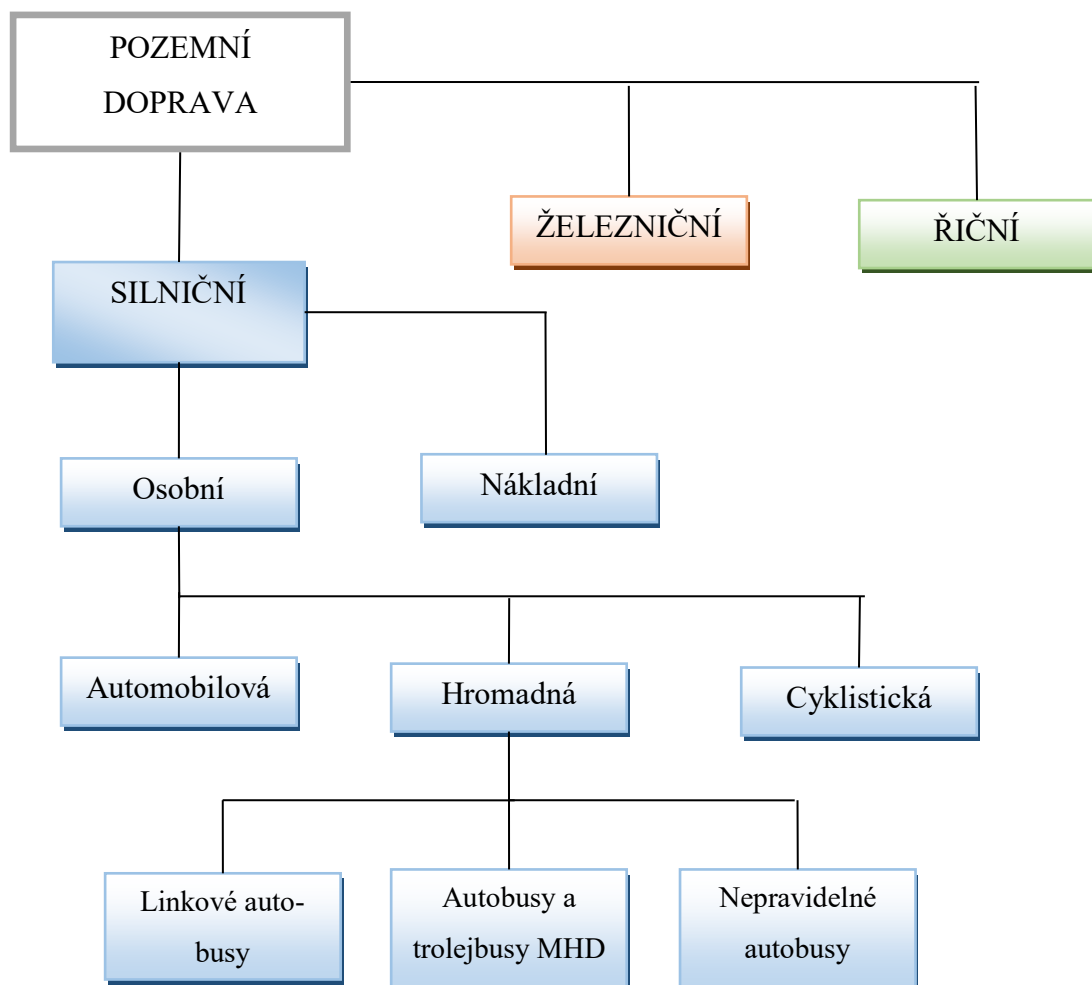 POZEMNÍ
DOPRAVA
ŽELEZNIČNÍ
ŘIČNÍ
SILNIČNÍ
Osobní
Nákladní
Automobilová
Hromadná
Cyklistická
Linkové auto-
busy
Autobusy a
trolejbusy MHD
Nepravidelné
autobusy